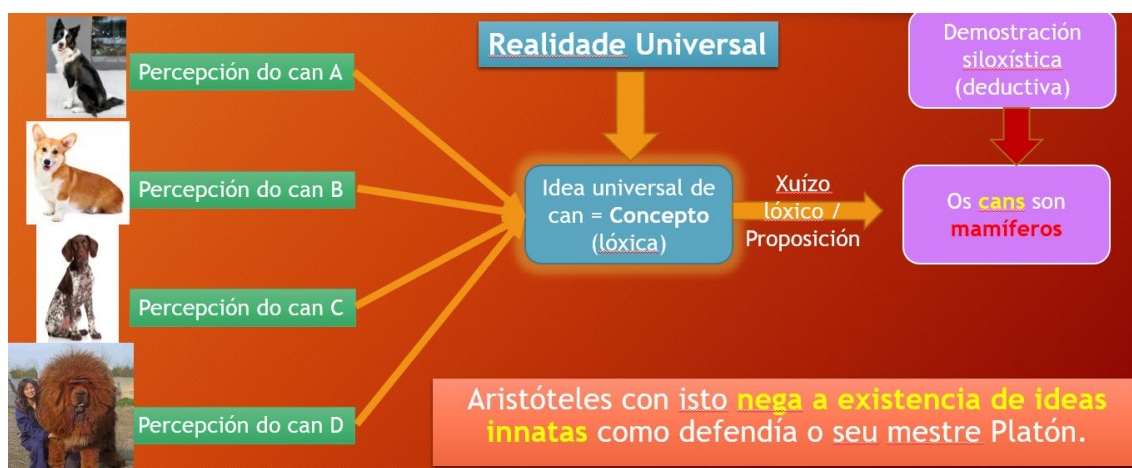 Percepción do can A
Percepción do can B
Percepción do can C
Percepción do can D
Realidade Universal
Idea universal de
can = Concepto
(lóxica)
Xuízo
lóxico /
Proposición
Demostración
siloxística
(deductiva)
Os cans son
mamíferos
Aristóteles con isto nega a existencia de ideas
innatas como defendía o seu mestre Platón.